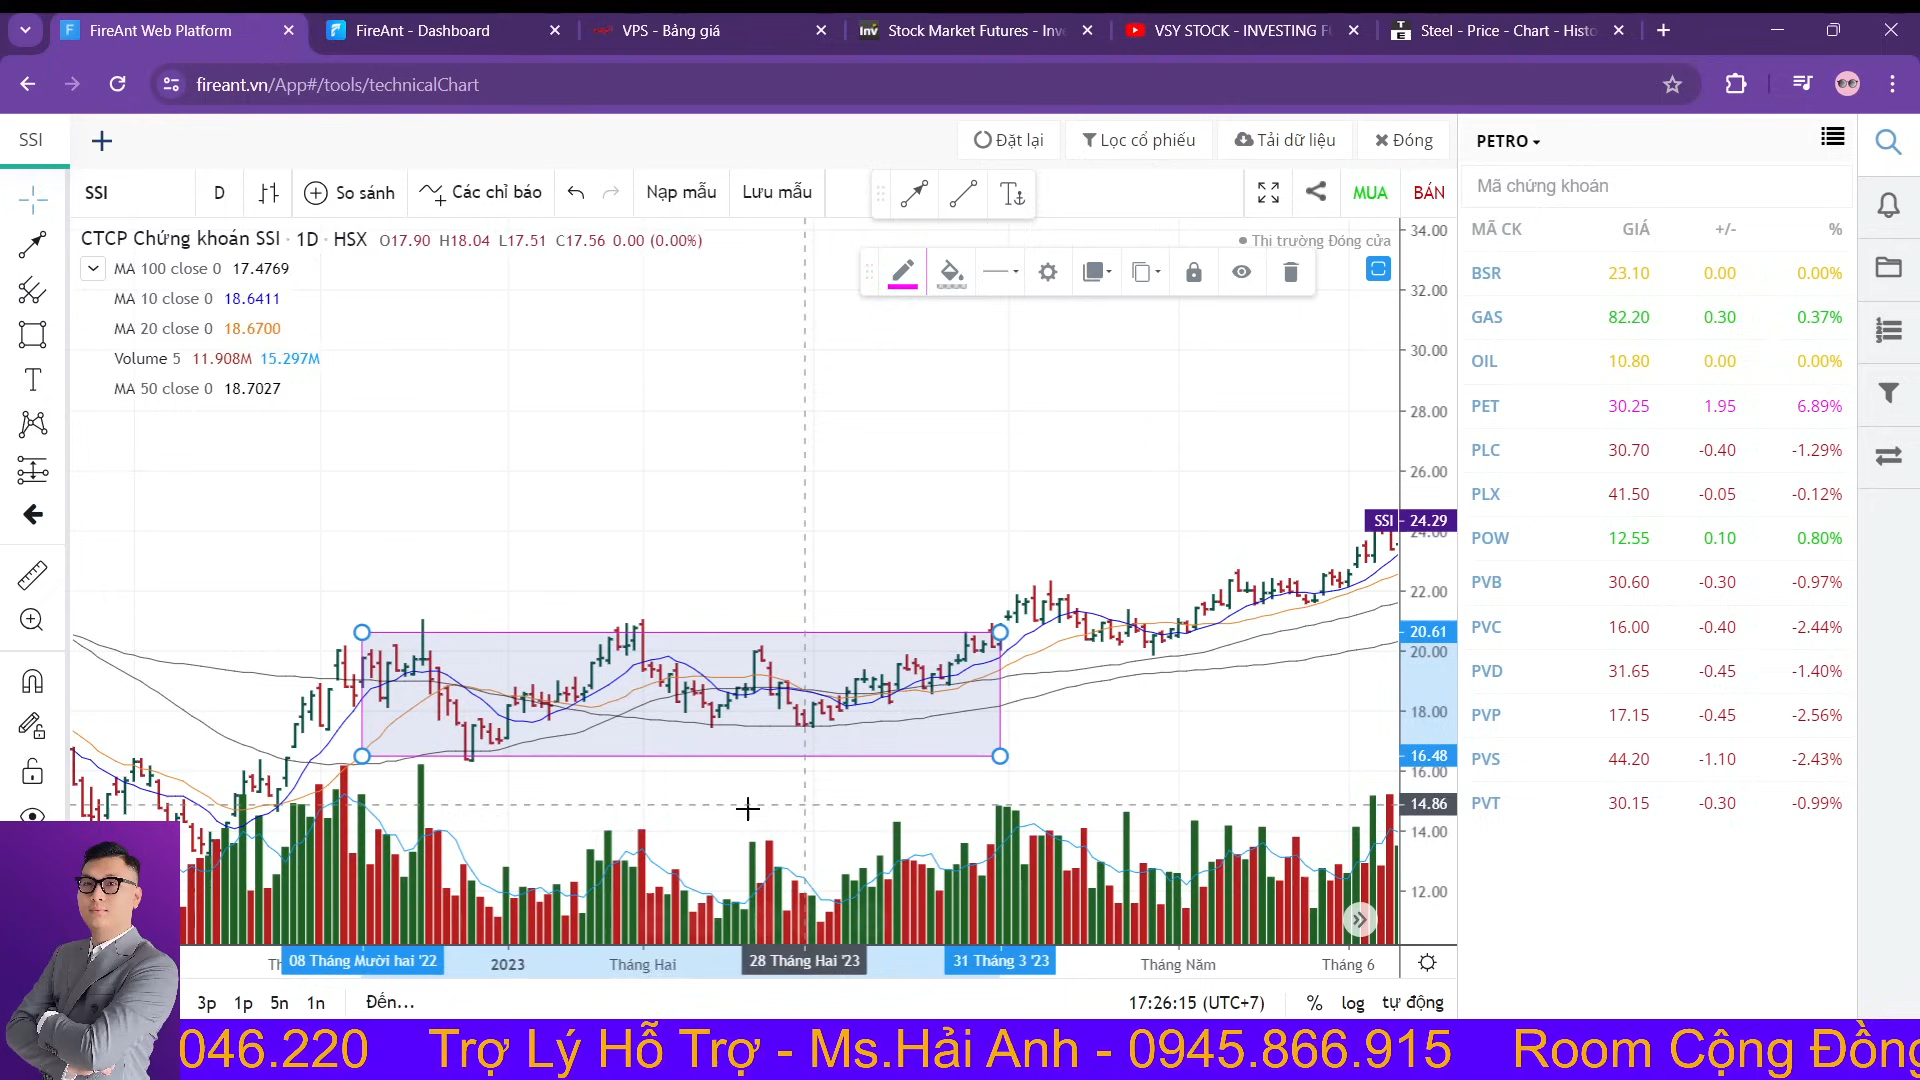 FireAnt Web Platform
FireAnt - Dashboard
VPS - Bảng giá
Inv
Stock Market Futures - Inve
VSY STOCK - INVESTING F
TE
Steel - Price - Chart - Histo
fireant.vn/App#/tools/technicalChart
SSI
Đặt lại
Lọc cổ phiếu
Tải dữ liệu
Đóng
PETRO
SSI
D
So sánh
Các chỉ báo
Nạp mẫu
Lưu mẫu
MUA
BÁN
Mã chứng khoán
CTCP Chứng khoán SSI · 1D · HSX O17.90 H18.04 L17.51 C17.56 0.00 (0.00%)
Thị trường Đóng cửa
MA 100 close 0 17.4769
MA 10 close 0 18.6411
MA 20 close 0 18.6700
Volume 5 11.908M 15.297M
MA 50 close 0 18.7027
34.00
32.00
30.00
28.00
26.00
SSI 24.29
24.00
22.00
20.61
20.00
18.00
16.48
16.00
14.86
14.00
12.00
MÃ CK GIÁ +/- %
BSR 23.10 0.00 0.00%
GAS 82.20 0.30 0.37%
OIL 10.80 0.00 0.00%
PET 30.25 1.95 6.89%
PLC 30.70 -0.40 -1.29%
PLX 41.50 -0.05 -0.12%
POW 12.55 0.10 0.80%
PVB 30.60 -0.30 -0.97%
PVC 16.00 -0.40 -2.44%
PVD 31.65 -0.45 -1.40%
PVP 17.15 -0.45 -2.56%
PVS 44.20 -1.10 -2.43%
PVT 30.15 -0.30 -0.99%
08 Tháng Mười hai '22
2023
Tháng Hai
28 Tháng Hai '23
31 Tháng 3 '23
Tháng Năm
Tháng 6
3p 1p 5n 1n Đến...
17:26:15 (UTC+7) % log tự động
046.220 Trợ Lý Hỗ Trợ - Ms.Hải Anh - 0945.866.915 Room Cộng Đồng